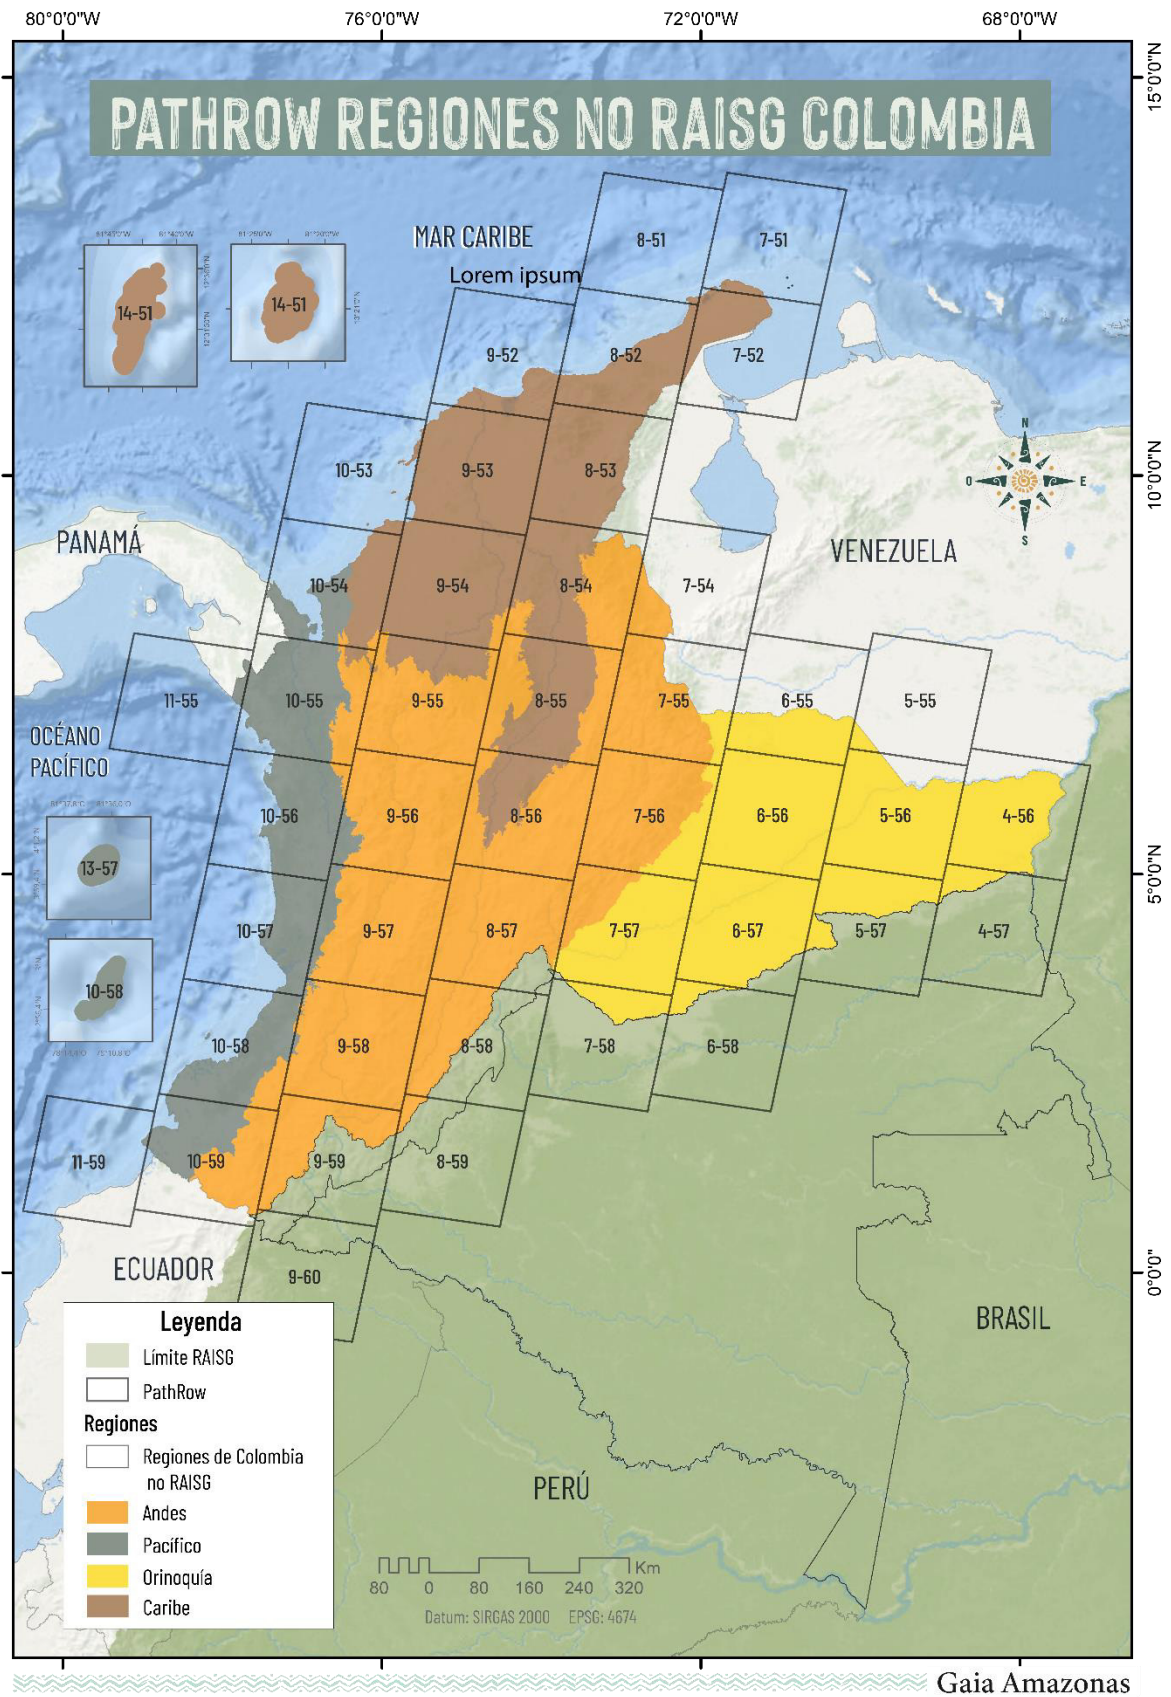 80°0'0"W 76°0'0"W 72°0'0"W 68°0'0"W
15°0'0"N
PATHROW REGIONES NO RAISG COLOMBIA
MAR CARIBE
Lorem ipsum
8-51 7-51
14-51 14-51
9-52 8-52 7-52
10-53 9-53 8-53
10°0'0"N
N
O E
S
PANAMÁ
VENEZUELA
10-54 9-54 8-54 7-54
11-55 10-55 9-55 8-55 7-55 6-55 5-55
OCÉANO
PACÍFICO
10-56 9-56 8-56 7-56 6-56 5-56 4-56
13-57
5°0'0"N
10-57 9-57 8-57 7-57 6-57 5-57 4-57
10-58
10-58 9-58 8-58 7-58 6-58
11-59 10-59 9-59 8-59
ECUADOR
9-60
0°0'0"
BRASIL
PERÚ
Leyenda
Límite RAISG
PathRow
Regiones
Regiones de Colombia
no RAISG
Andes
Pacífico
Orinoquía
Caribe
Km
80 0 80 160 240 320
Datum: SIRGAS 2000 EPSG: 4674
Gaia Amazonas